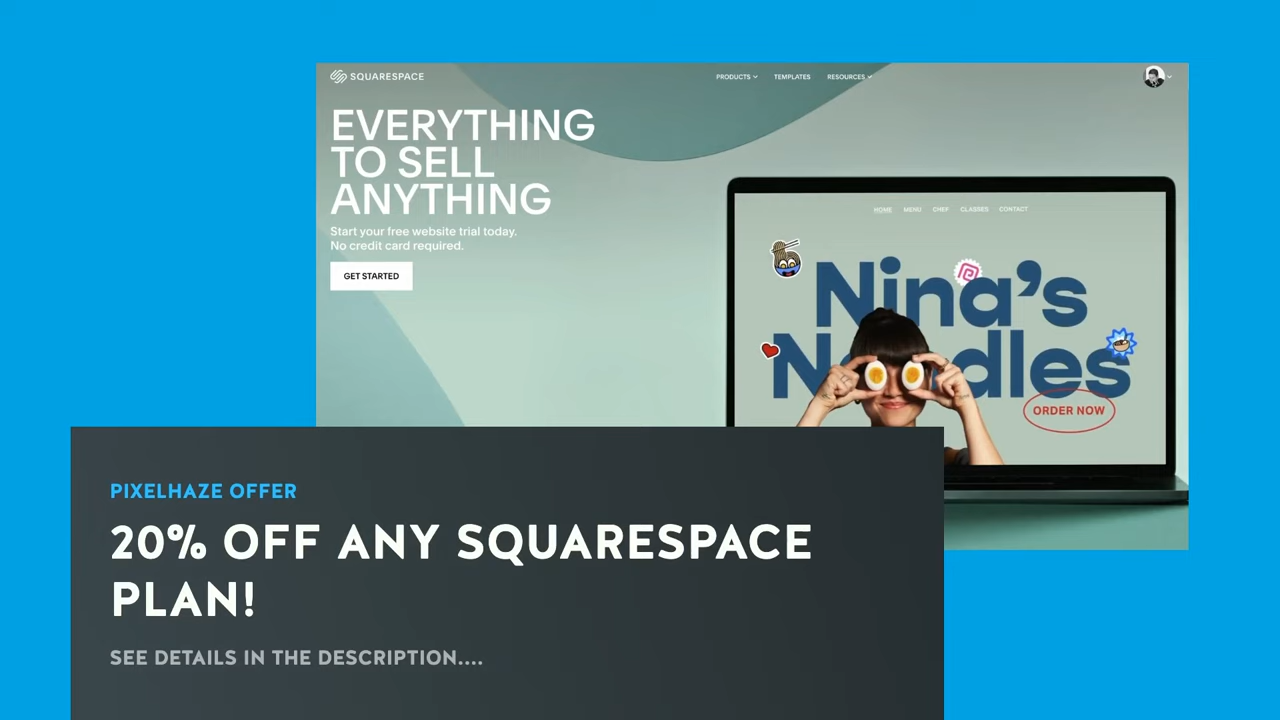 SQUARESPACE
PRODUCTS TEMPLATES RESOURCES
EVERYTHING
TO SELL
ANYTHING
Start your free website trial today.
No credit card required.
GET STARTED
HOME MENU CHEF CLASSES CONTACT
Nina's
Noodles
ORDER NOW
PIXELHAZE OFFER
20% OFF ANY SQUARESPACE
PLAN!
SEE DETAILS IN THE DESCRIPTION....